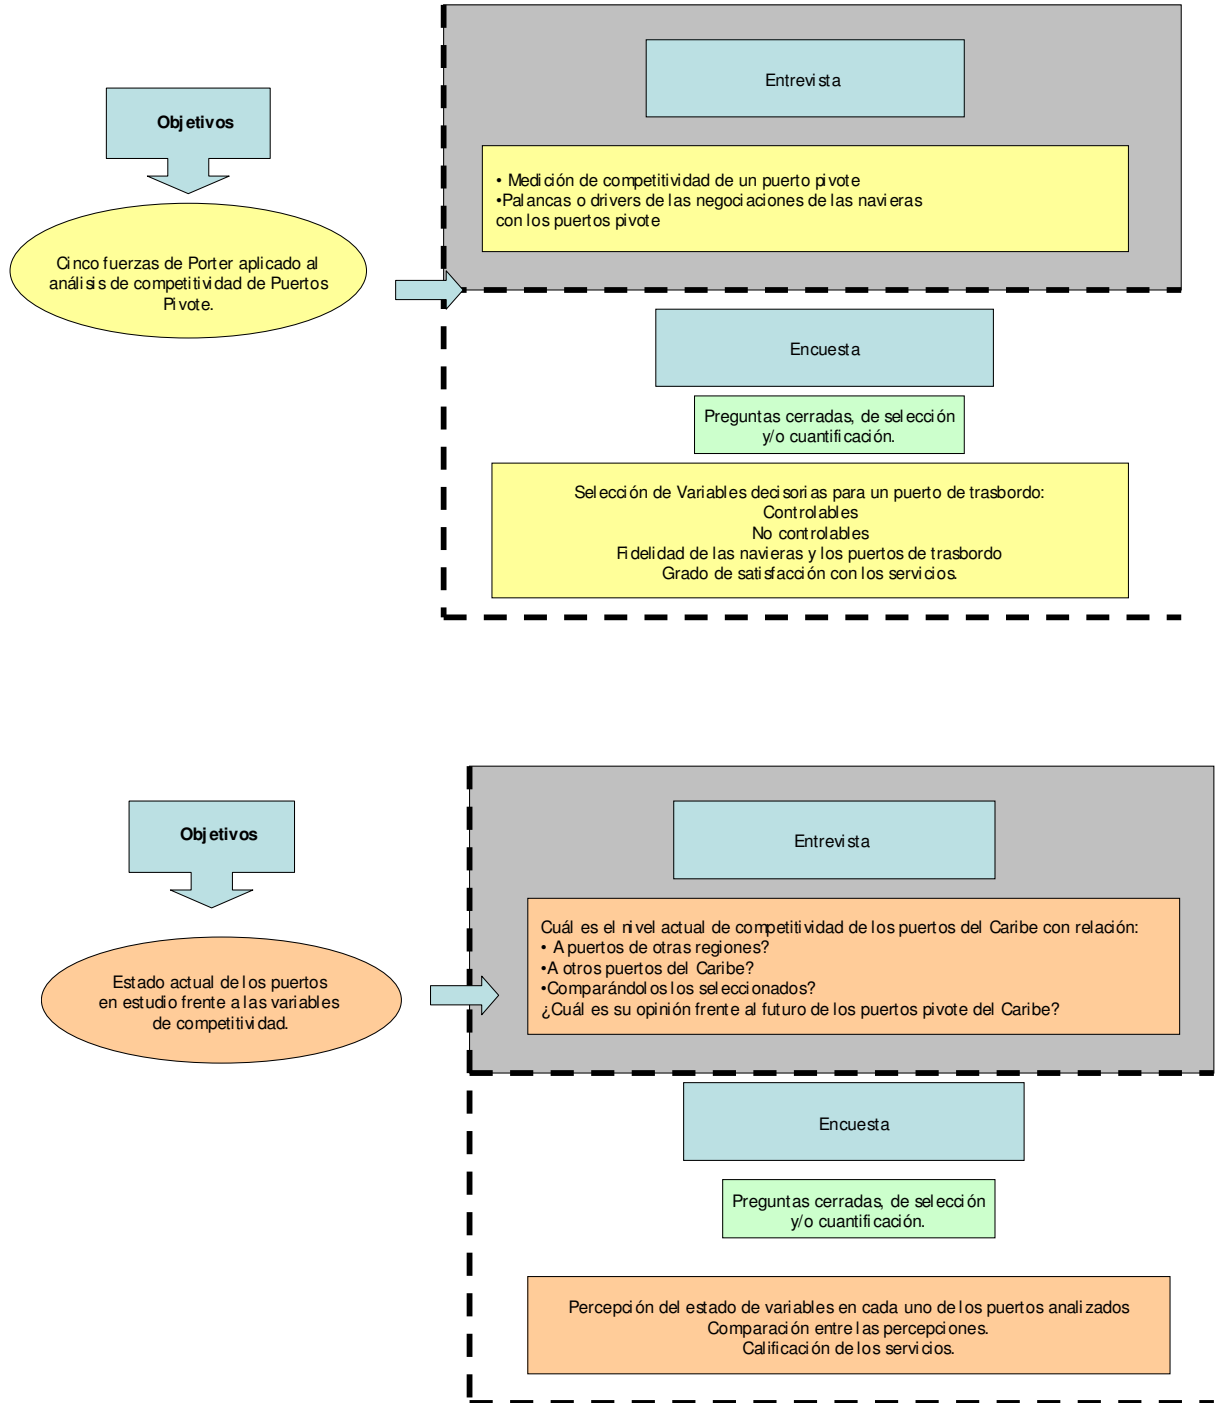 Entrevista
Objetivos
• Medición de competitividad de un puerto pivote
•Palancas o drivers de las negociaciones de las navieras
con los puertos pivote
Cinco fuerzas de Porter aplicado al
análisis de competitividad de Puertos
Pivote.
Encuesta
Preguntas cerradas, de selección
y/o cuantificación.
Selección de Variables decisorias para un puerto de trasbordo:
Controlables
No controlables
Fidelidad de las navieras y los puertos de trasbordo
Grado de satisfacción con los servicios.
Objetivos
Entrevista
Cuál es el nivel actual de competitividad de los puertos del Caribe con relación:
• A puertos de otras regiones?
•A otros puertos del Caribe?
•Comparándolos los seleccionados?
¿Cuál es su opinión frente al futuro de los puertos pivote del Caribe?
Estado actual de los puertos
en estudio frente a las variables
de competitividad.
Encuesta
Preguntas cerradas, de selección
y/o cuantificación.
Percepción del estado de variables en cada uno de los puertos analizados
Comparación entre las percepciones.
Calificación de los servicios.